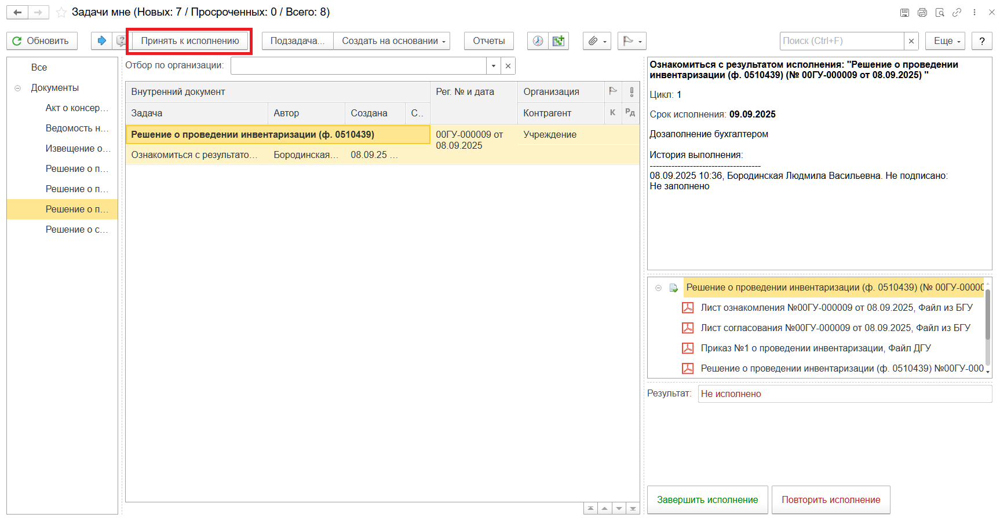 Задачи мне (Новых: 7 / Просроченных: 0 / Всего: 8)
Обновить
Принять к исполнению
Подзадача...
Создать на основании
Отчеты
Поиск (Ctrl+F)
×
Еще
?
Все
Документы
Акт о консер...
Ведомость н...
Извещение о...
Решение о п...
Решение о п...
Решение о п...
Решение о с...
Отбор по организации:
Внутренний документ
Рег. № и дата
Организация
Задача
Автор
Создана
С..
Контрагент
К
Рд
Решение о проведении инвентаризации (ф. 0510439)
00ГУ-000009 от
08.09.2025
Учреждение
Ознакомиться с результато...
Бородинская...
08.09.25 ...
Ознакомиться с результатом исполнения: "Решение о проведении
инвентаризации (ф. 0510439) (№ 00ГУ-000009 от 08.09.2025) "
Цикл: 1
Срок исполнения: 09.09.2025
Дозаполнение бухгалтером
История выполнения:
------------------------------------
08.09.2025 10:36, Бородинская Людмила Васильевна. Не подписано:
Не заполнено
Решение о проведении инвентаризации (ф. 0510439) (№ 00ГУ-00000
Лист ознакомления №00ГУ-000009 от 08.09.2025, Файл из БГУ
Лист согласования №00ГУ-000009 от 08.09.2025, Файл из БГУ
Приказ №1 о проведении инвентаризации, Файл ДГУ
Решение о проведении инвентаризации (ф. 0510439) №00ГУ-000
Результат:
Не исполнено
Завершить исполнение
Повторить исполнение